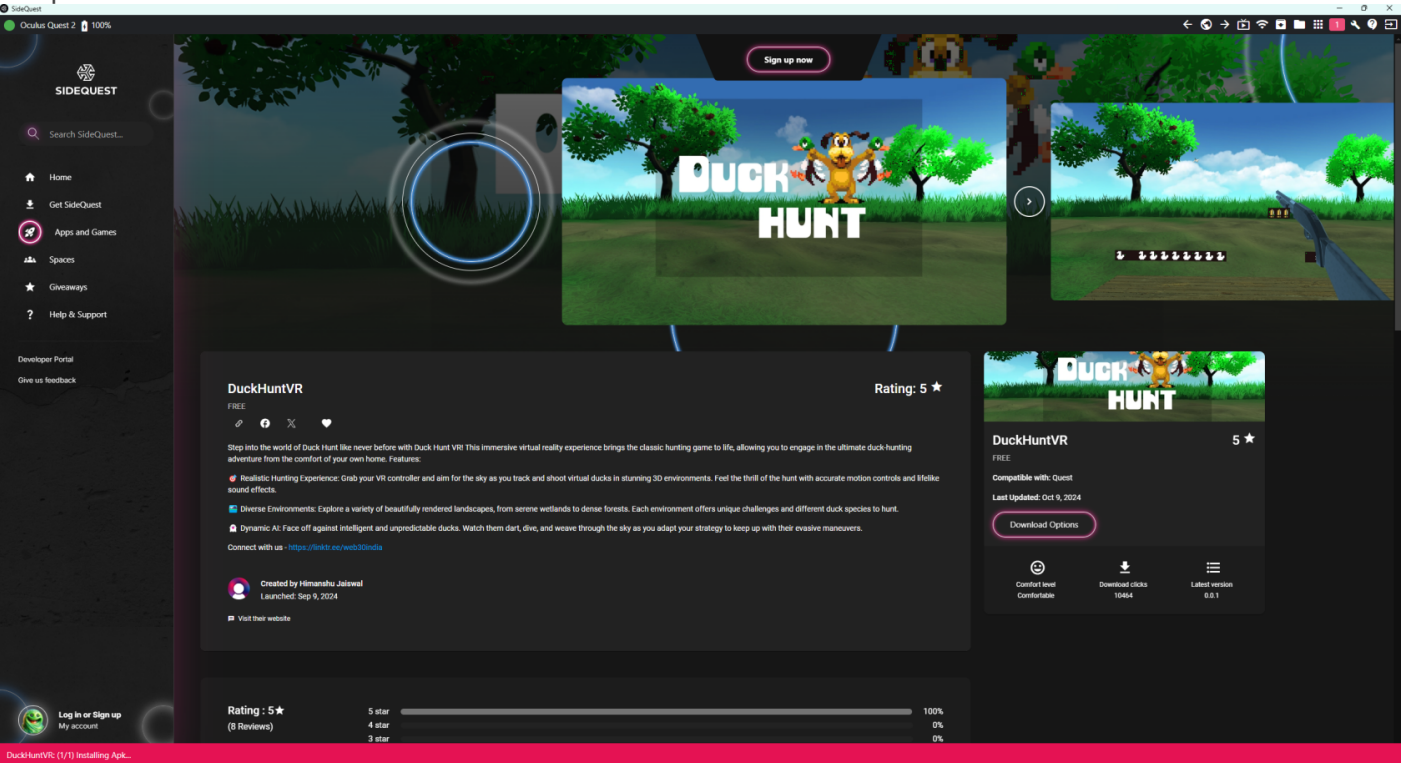 SideQuest
Oculus Quest 2 100%
1
SIDEQUEST
Search SideQuest...
Home
Get SideQuest
Apps and Games
Spaces
Giveaways
Help & Support
Developer Portal
Give us feedback
Log in or Sign up
My account
Sign up now
DUCK
HUNT
DuckHuntVR
Rating: 5 ★
FREE
Step into the world of Duck Hunt like never before with Duck Hunt VR! This immersive virtual reality experience brings the classic hunting game to life, allowing you to engage in the ultimate duck-hunting
adventure from the comfort of your own home. Features:
🎯 Realistic Hunting Experience: Grab your VR controller and aim for the sky as you track and shoot virtual ducks in stunning 3D environments. Feel the thrill of the hunt with accurate motion controls and lifelike
sound effects.
🏞 Diverse Environments: Explore a variety of beautifully rendered landscapes, from serene wetlands to dense forests. Each environment offers unique challenges and different duck species to hunt.
Dynamic AI: Face off against intelligent and unpredictable ducks. Watch them dart, dive, and weave through the sky as you adapt your strategy to keep up with their evasive maneuvers.
Connect with us - https://linktr.ee/web30india
Created by Himanshu Jaiswal
Launched: Sep 9, 2024
Visit their website
DUCK
HUNT
DuckHuntVR
5 ★
FREE
Compatible with: Quest
Last Updated: Oct 9, 2024
Download Options
Comfort level
Comfortable
Download clicks
10464
Latest version
0.0.1
Rating : 5★
(8 Reviews)
5 star 100%
4 star 0%
3 star 0%
DuckHuntVR: (1/1) Installing Apk...